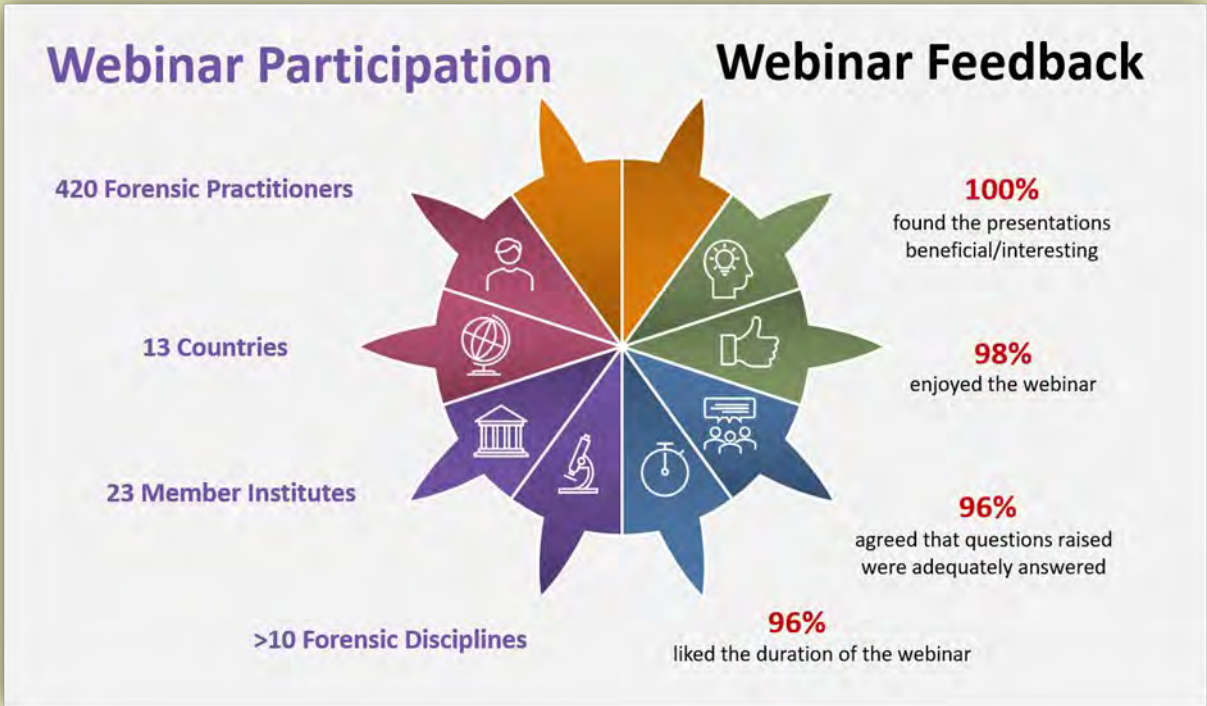 Webinar Participation
420 Forensic Practitioners
13 Countries
23 Member Institutes
>10 Forensic Disciplines
Webinar Feedback
100%
found the presentations
beneficial/interesting
98%
enjoyed the webinar
96%
agreed that questions raised
were adequately answered
96%
liked the duration of the webinar